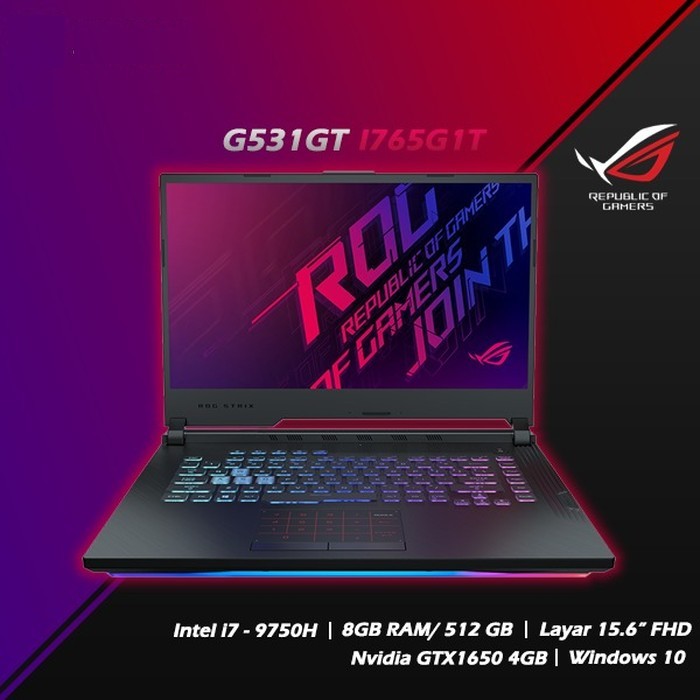 G531GT I765G1T
REPUBLIC OF
GAMERS
ROG
REPUBLIC OF GAMERS
OF GAMERS
JOIN TH
ROG STRIX
Intel i7 - 9750H | 8GB RAM/ 512 GB | Layar 15.6” FHD
Nvidia GTX1650 4GB | Windows 10